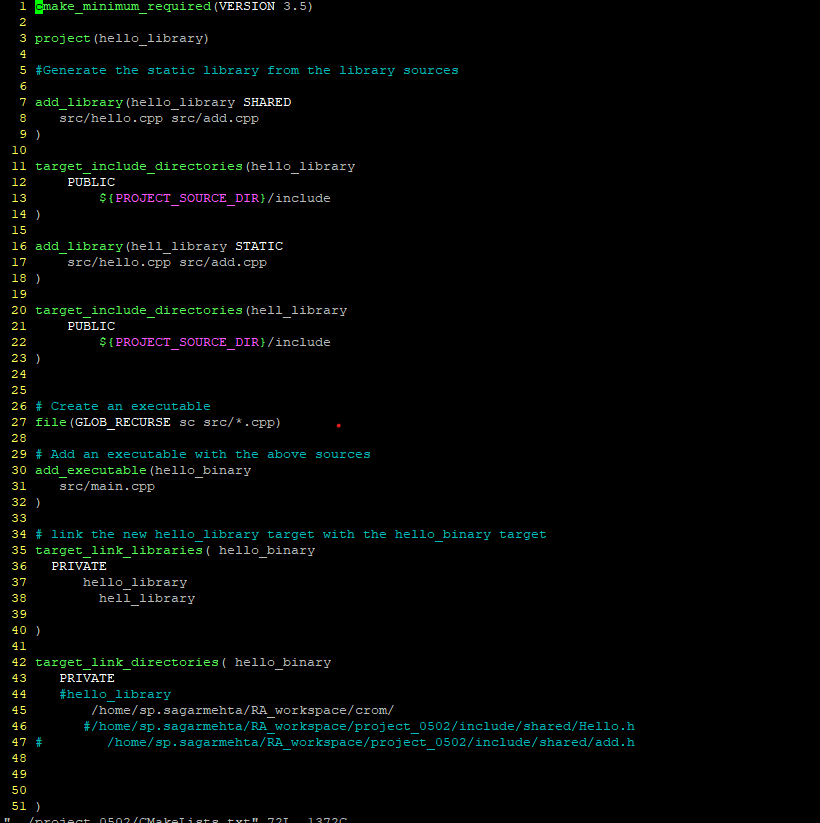 1 cmake_minimum_required(VERSION 3.5)
2
3 project(hello_library)
4
5 #Generate the static library from the library sources
6
7 add_library(hello_library SHARED
8    src/hello.cpp src/add.cpp
9 )
10
11 target_include_directories(hello_library
12     PUBLIC
13         ${PROJECT_SOURCE_DIR}/include
14 )
15
16 add_library(hell_library STATIC
17     src/hello.cpp src/add.cpp
18 )
19
20 target_include_directories(hell_library
21     PUBLIC
22         ${PROJECT_SOURCE_DIR}/include
23 )
24
25
26 # Create an executable
27 file(GLOB_RECURSE sc src/*.cpp)
28
29 # Add an executable with the above sources
30 add_executable(hello_binary
31    src/main.cpp
32 )
33
34 # link the new hello_library target with the hello_binary target
35 target_link_libraries( hello_binary
36   PRIVATE
37       hello_library
38         hell_library
39
40 )
41
42 target_link_directories( hello_binary
43    PRIVATE
44    #hello_library
45        /home/sp.sagarmehta/RA_workspace/crom/
46       #/home/sp.sagarmehta/RA_workspace/project_0502/include/shared/Hello.h
47 #        /home/sp.sagarmehta/RA_workspace/project_0502/include/shared/add.h
48
49
50
51 )
/project_0502/CMakeLists.txt" 72L, 1372C